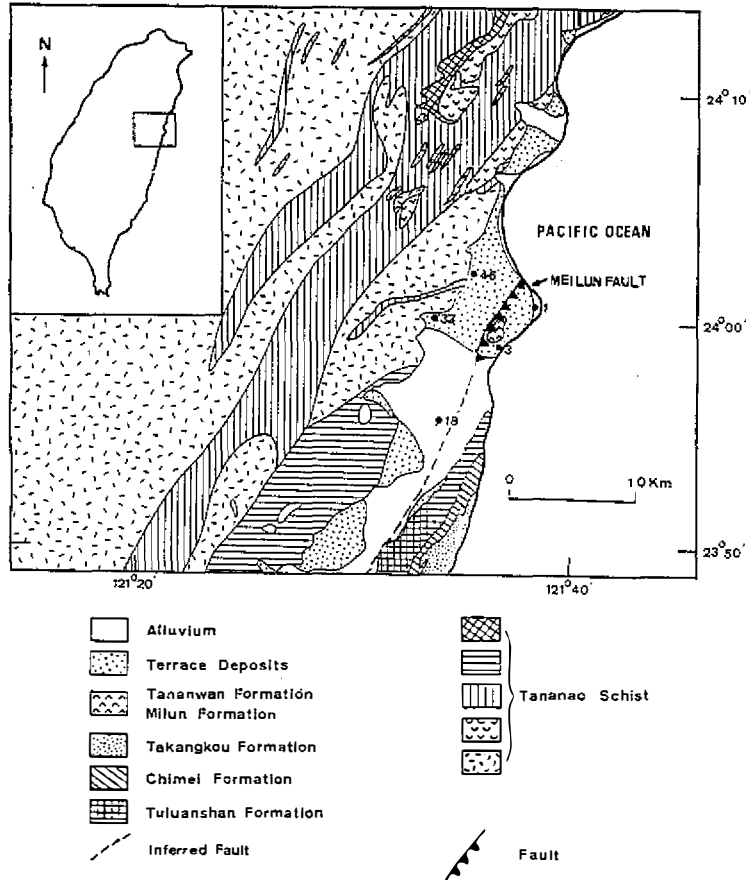 N
24°10'
PACIFIC OCEAN
46
MEILUN FAULT
1
32
24°00'
3
18
0 10 Km
23°50'
121°20' 121°40'
Alluvium
Terrace Deposits
Tananwan Formation
Milun Formation
Takangkou Formation
Chimei Formation
Tuluanshan Formation
Inferred Fault
Tananao Schist
Fault